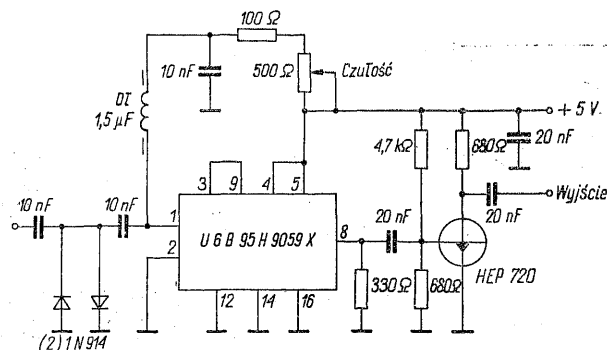 100 Ω
10 nF
500 Ω
Czułość
Dł
1,5 μF
+ 5 V
4,7 kΩ
680Ω
20 nF
3
9
4
5
10 nF
10 nF
1
2
U 6 B 95 H 9059 X
8
20 nF
20 nF
Wyjście
HEP 720
330Ω
680Ω
12
14
16
(2) 1 N 914